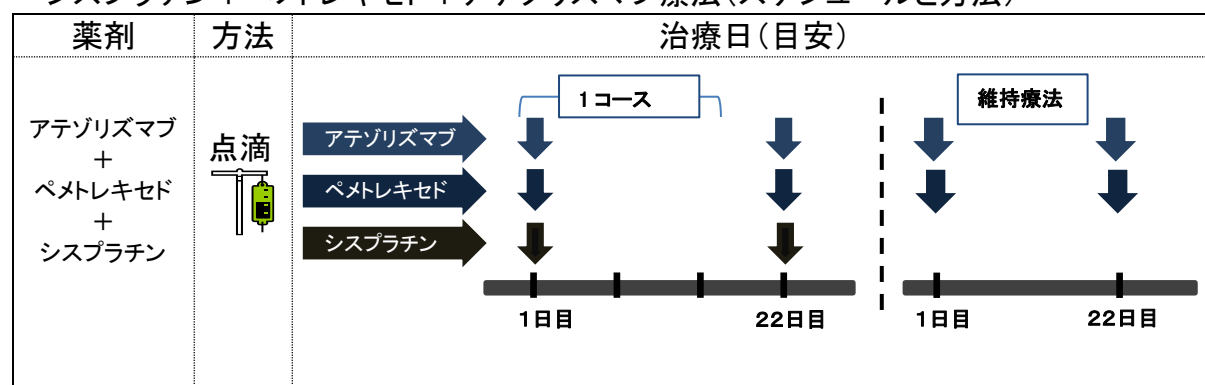 薬剤
方法
治療日(目安)
アテゾリズマブ
+
ペメトレキセド
+
シスプラチン
点滴
1コース
維持療法
アテゾリズマブ
ペメトレキセド
シスプラチン
1日目
22日目
1日目
22日目